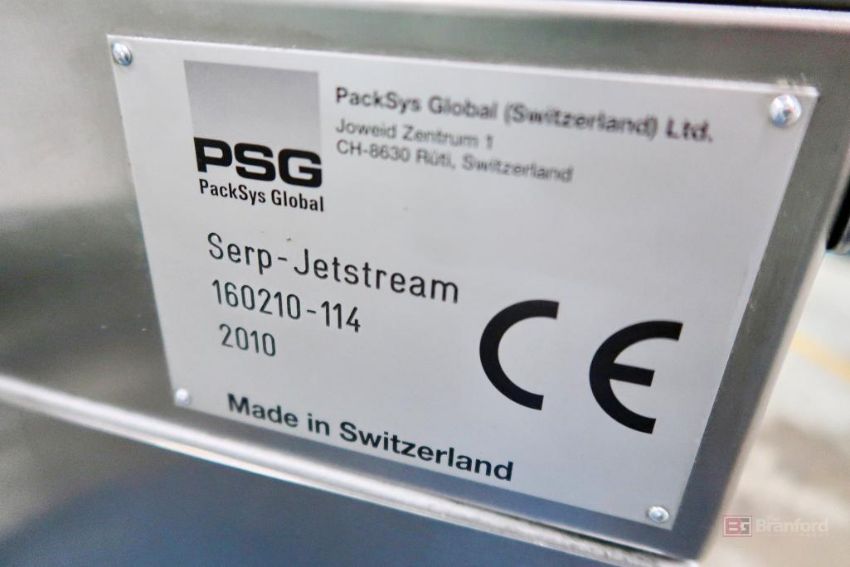 PSG
PackSys Global
PackSys Global (Switzerland) Ltd.
Joweid Zentrum 1
CH-8630 Rüti, Switzerland
Serp-Jetstream
160210-114
2010
CE
Made in Switzerland
BG Branford